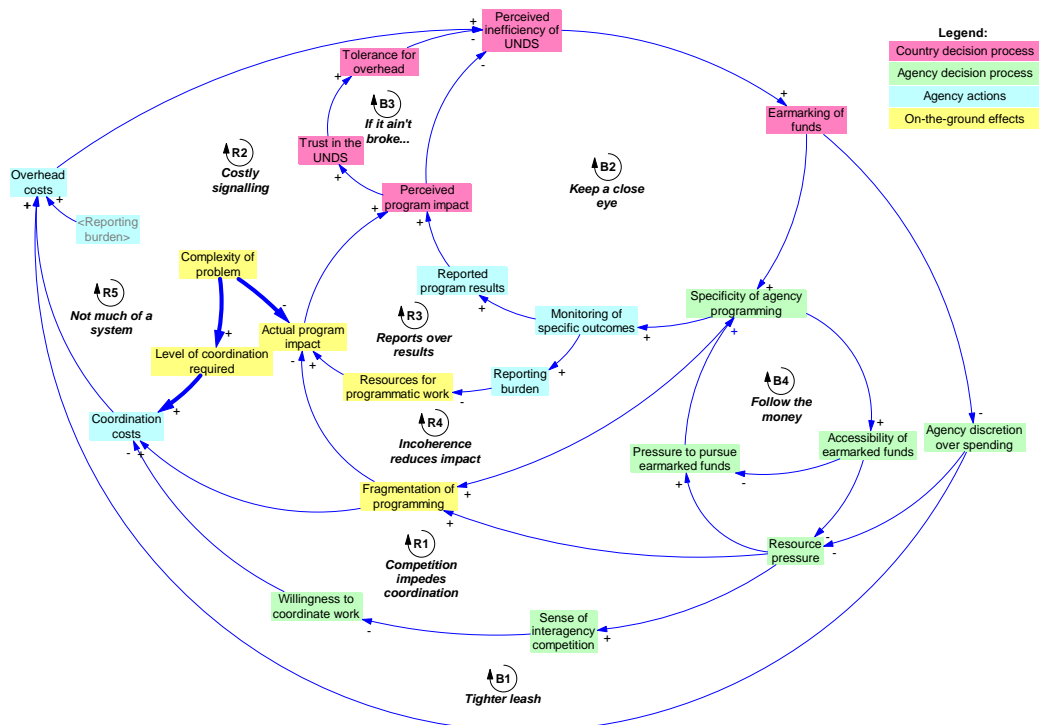 Perceived
inefficiency of
UNDS
Legend:
Country decision process
Agency decision process
Agency actions
On-the-ground effects
Tolerance for
overhead
B3
If it ain't
broke...
Earmarking of
funds
Trust in the
UNDS
R2
Costly
signalling
B2
Keep a close
eye
Overhead
costs
Perceived
program impact
<Reporting
burden>
Complexity of
problem
Reported
program results
R5
Not much of a
system
Specificity of agency
programming
R3
Reports over
results
Monitoring of
specific outcomes
Actual program
impact
Level of coordination
required
Resources for
programmatic work
Reporting
burden
B4
Follow the
money
Coordination
costs
R4
Incoherence
reduces impact
Pressure to pursue
earmarked funds
Accessibility of
earmarked funds
Agency discretion
over spending
Fragmentation of
programming
R1
Competition
impedes
coordination
Resource
pressure
Willingness to
coordinate work
Sense of
interagency
competition
B1
Tighter leash